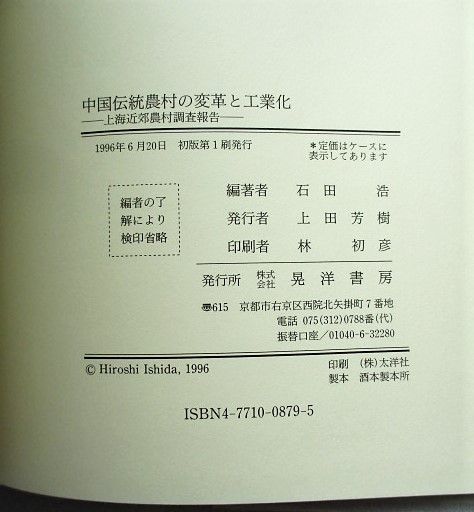 中国伝統農村の変革と工業化
──上海近郊農村調査報告──
1996年6月20日 初版第1刷発行
*定価はケースに
表示してあります
編者の了
解により
検印省略
編著者 石田 浩
発行者 上田芳樹
印刷者 林 初彦
発行所 株式会社 晃洋書房
〠615 京都市右京区西院北矢掛町7番地
電話 075(312)0788番(代)
振替口座/01040-6-32280
© Hiroshi Ishida, 1996
印刷 (株)太洋社
製本 酒本製本所
ISBN4-7710-0879-5